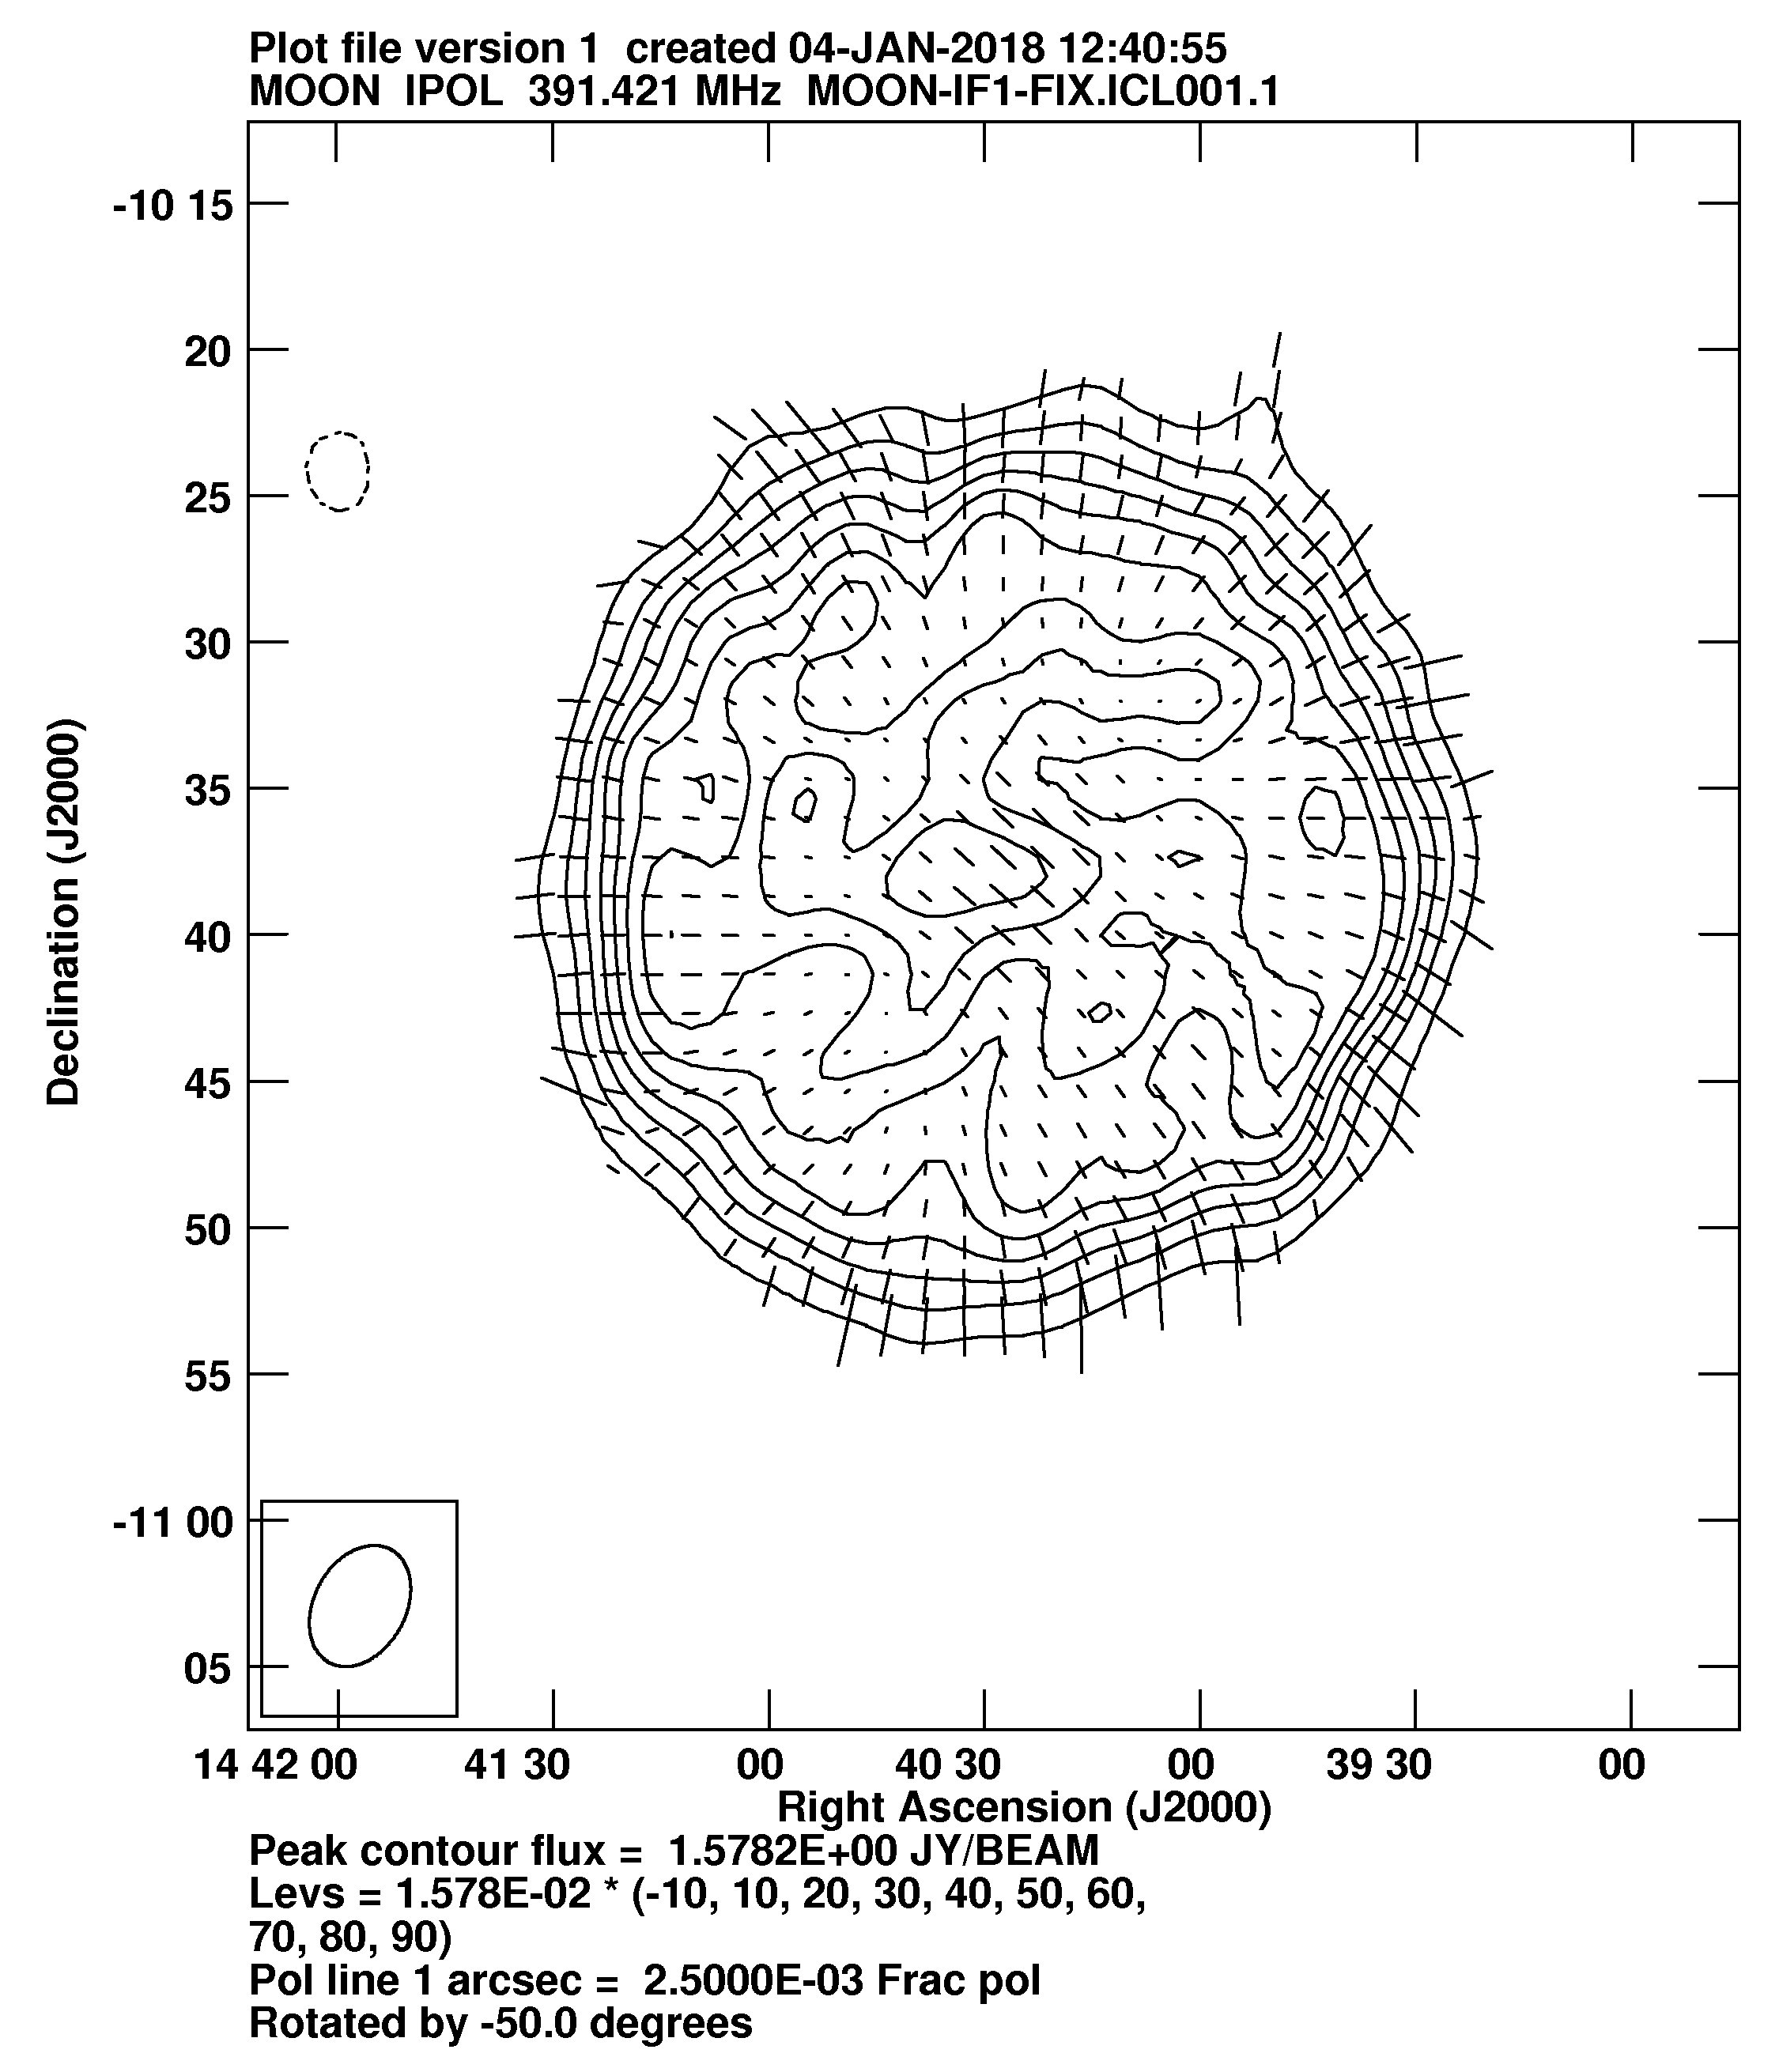 Plot file version 1 created 04-JAN-2018 12:40:55
MOON IPOL 391.421 MHz MOON-IF1-FIX.ICL001.1
-10 15
20
25
30
35
40
45
50
55
-11 00
05
Declination (J2000)
14 42 00 41 30 00 40 30 00 39 30 00
Right Ascension (J2000)
Peak contour flux = 1.5782E+00 JY/BEAM
Levs = 1.578E-02 * (-10, 10, 20, 30, 40, 50, 60,
70, 80, 90)
Pol line 1 arcsec = 2.5000E-03 Frac pol
Rotated by -50.0 degrees